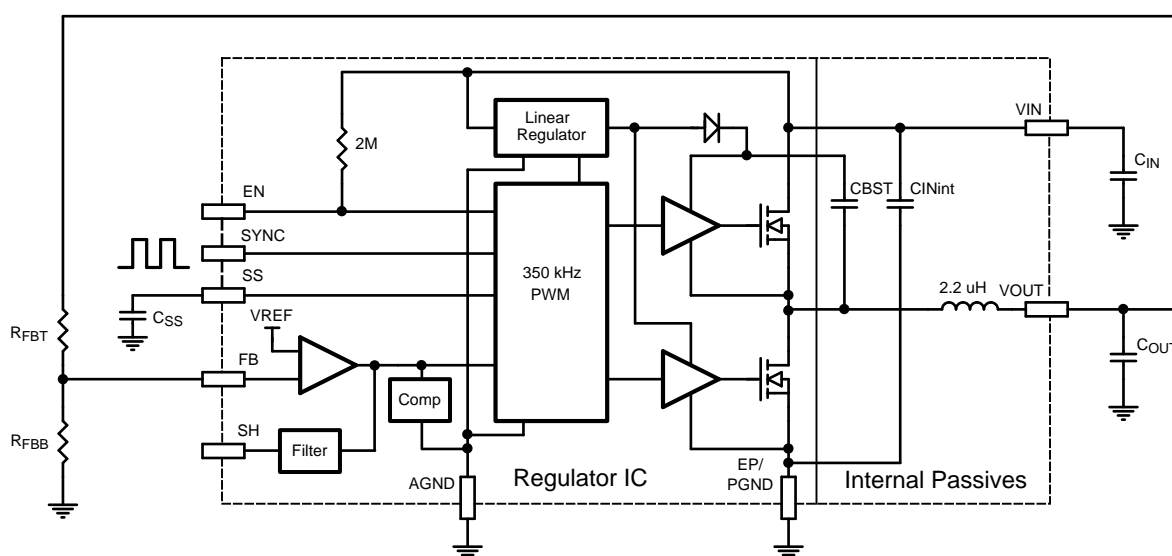 Linear
Regulator
VIN
2M
CIN
EN
CBST
CINint
SYNC
350 kHz
PWM
SS
2.2 uH
VOUT
CSS
VREF
RFBT
FB
COUT
Comp
RFBB
SH
Filter
AGND
Regulator IC
EP/
PGND
Internal Passives